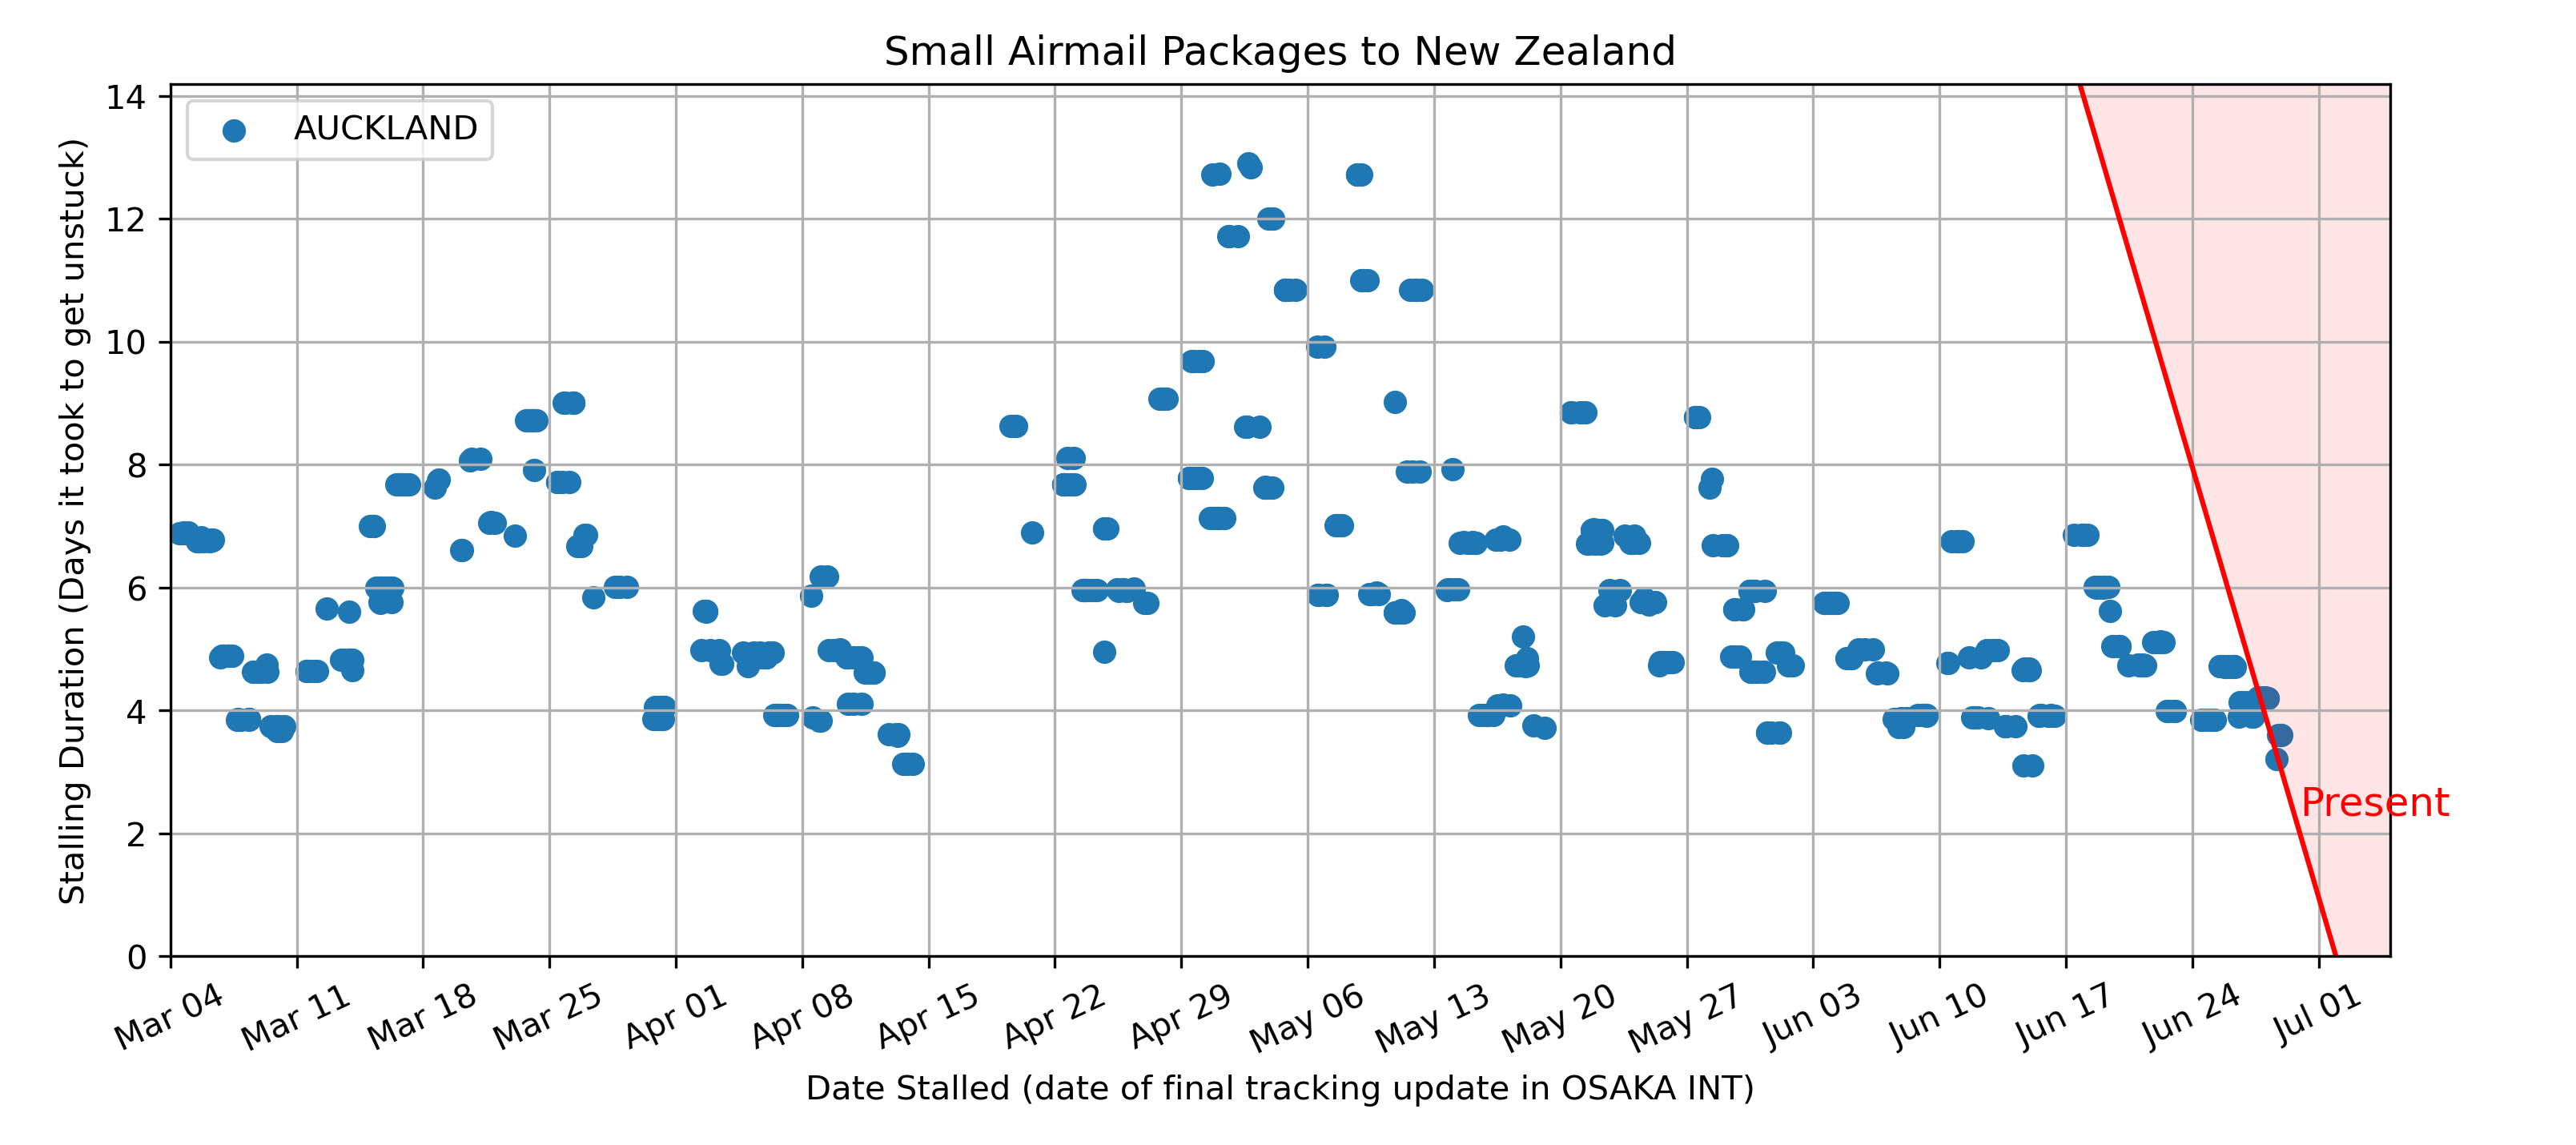 Small Airmail Packages to New Zealand
AUCKLAND
Stalling Duration (Days it took to get unstuck)
14
12
10
8
6
4
2
0
Present
Mar 04
Mar 11
Mar 18
Mar 25
Apr 01
Apr 08
Apr 15
Apr 22
Apr 29
May 06
May 13
May 20
May 27
Jun 03
Jun 10
Jun 17
Jun 24
Jul 01
Date Stalled (date of final tracking update in OSAKA INT)